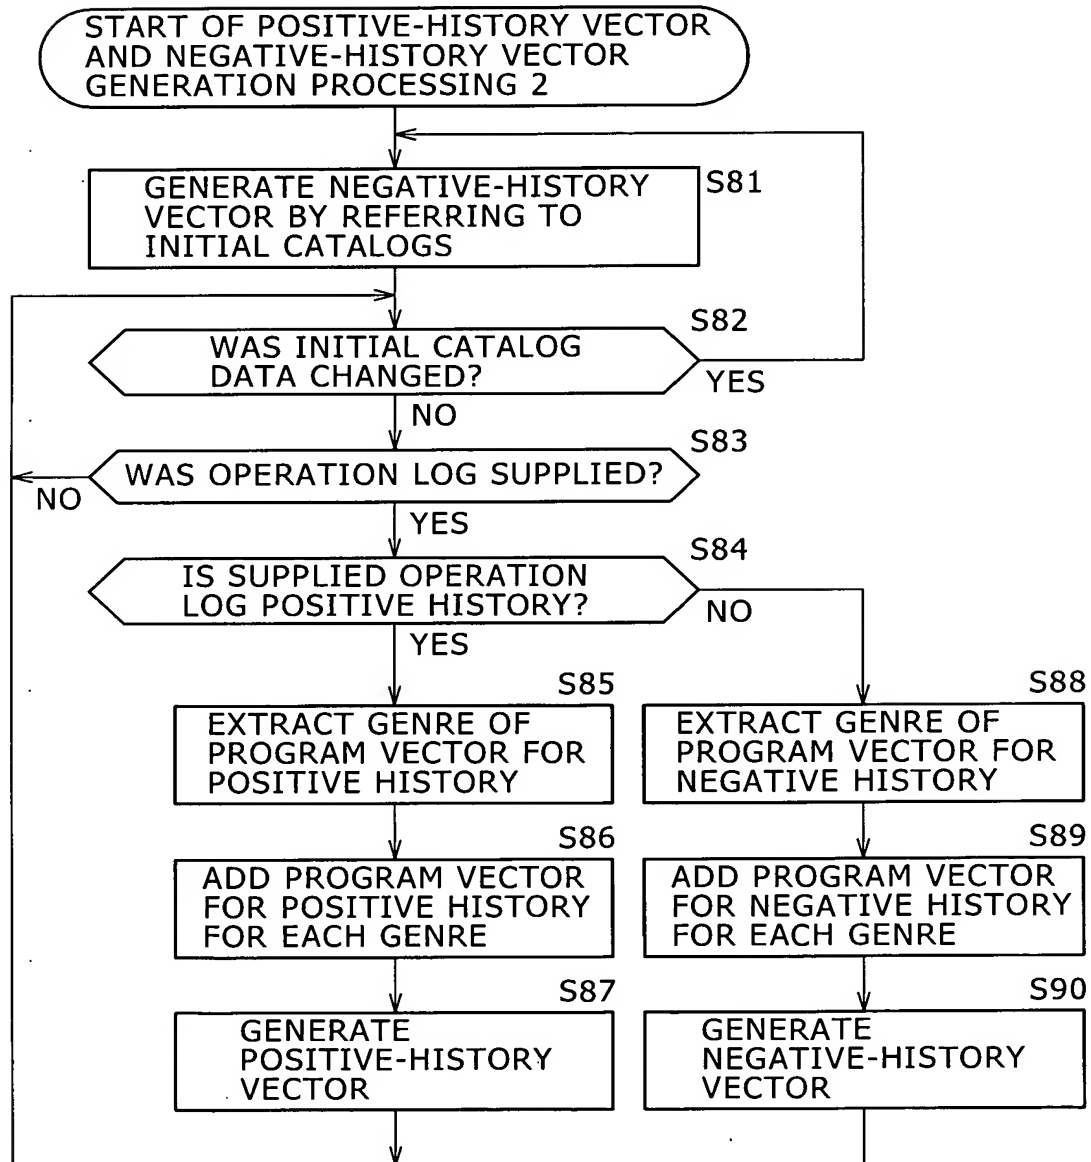 START OF POSITIVE-HISTORY VECTOR
AND NEGATIVE-HISTORY VECTOR
GENERATION PROCESSING 2
S81
GENERATE NEGATIVE-HISTORY
VECTOR BY REFERRING TO
INITIAL CATALOGS
S82
WAS INITIAL CATALOG
DATA CHANGED?
YES
NO
S83
WAS OPERATION LOG SUPPLIED?
NO
YES
S84
IS SUPPLIED OPERATION
LOG POSITIVE HISTORY?
NO
YES
S85
EXTRACT GENRE OF
PROGRAM VECTOR FOR
POSITIVE HISTORY
S88
EXTRACT GENRE OF
PROGRAM VECTOR FOR
NEGATIVE HISTORY
S86
ADD PROGRAM VECTOR
FOR POSITIVE HISTORY
FOR EACH GENRE
S89
ADD PROGRAM VECTOR
FOR NEGATIVE HISTORY
FOR EACH GENRE
S87
GENERATE
POSITIVE-HISTORY
VECTOR
S90
GENERATE
NEGATIVE-HISTORY
VECTOR